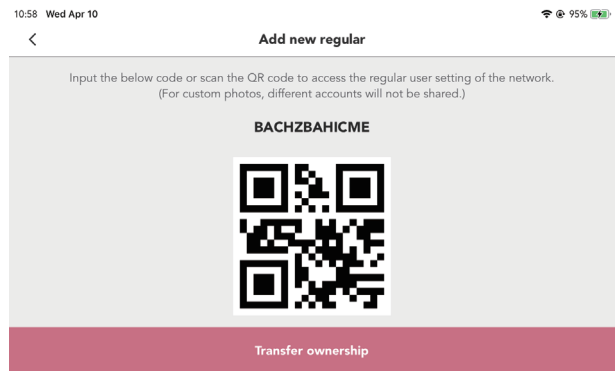 10:58 Wed Apr 10
95%
Add new regular
Input the below code or scan the QR code to access the regular user setting of the network.
(For custom photos, different accounts will not be shared.)
BACHZBAHICME
Transfer ownership